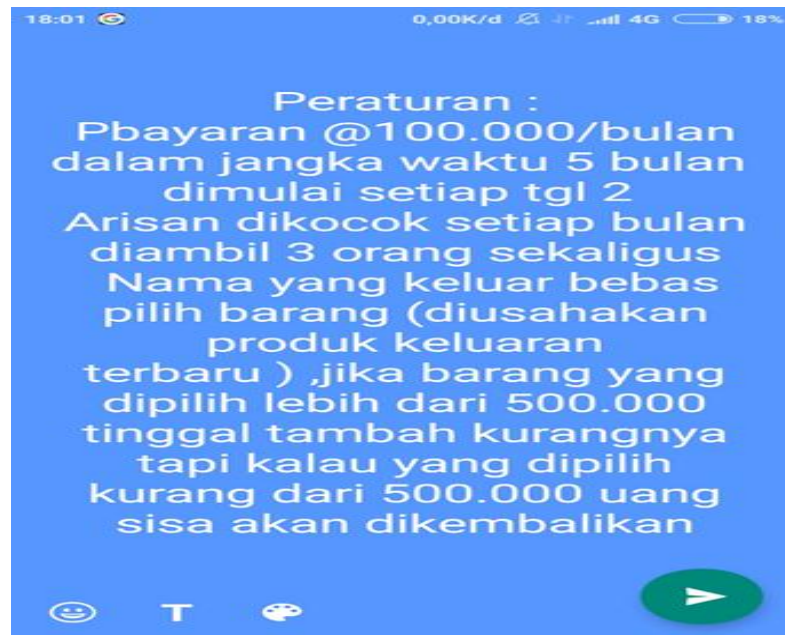 18:01 0,00K/d 4G 18%
Peraturan :
Pbayaran @100.000/bulan
dalam jangka waktu 5 bulan
dimulai setiap tgl 2
Arisan dikocok setiap bulan
diambil 3 orang sekaligus
Nama yang keluar bebas
pilih barang (diusahakan
produk keluaran
terbaru ) ,jika barang yang
dipilih lebih dari 500.000
tinggal tambah kurangnya
tapi kalau yang dipilih
kurang dari 500.000 uang
sisa akan dikembalikan
T